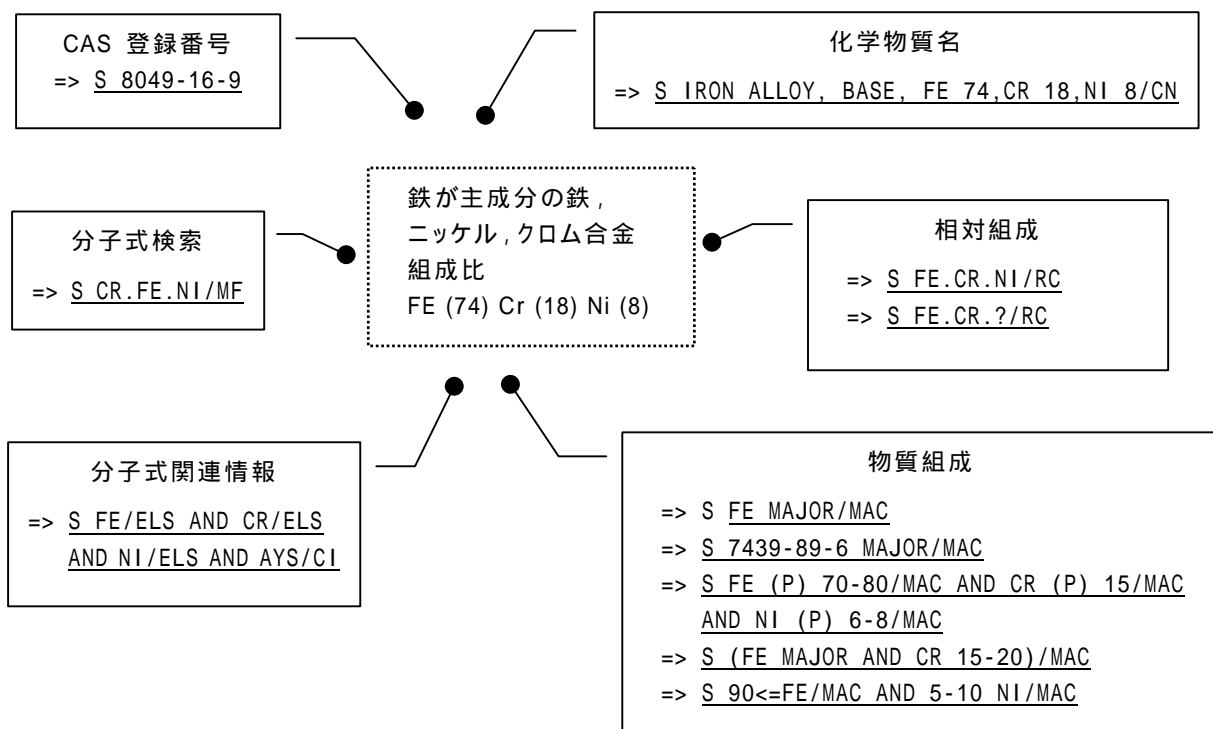 CAS 登録番号
=> S 8049-16-9
化学物質名
=> S IRON ALLOY, BASE, FE 74,CR 18,NI 8/CN
分子式検索
=> S CR.FE.NI/MF
鉄が主成分の鉄,
ニッケル,クロム合金
組成比
FE (74) Cr (18) Ni (8)
相対組成
=> S FE.CR.NI/RC
=> S FE.CR.?/RC
分子式関連情報
=> S FE/ELS AND CR/ELS
AND NI/ELS AND AYS/CI
物質組成
=> S FE MAJOR/MAC
=> S 7439-89-6 MAJOR/MAC
=> S FE (P) 70-80/MAC AND CR (P) 15/MAC
AND NI (P) 6-8/MAC
=> S (FE MAJOR AND CR 15-20)/MAC
=> S 90<=FE/MAC AND 5-10 NI/MAC